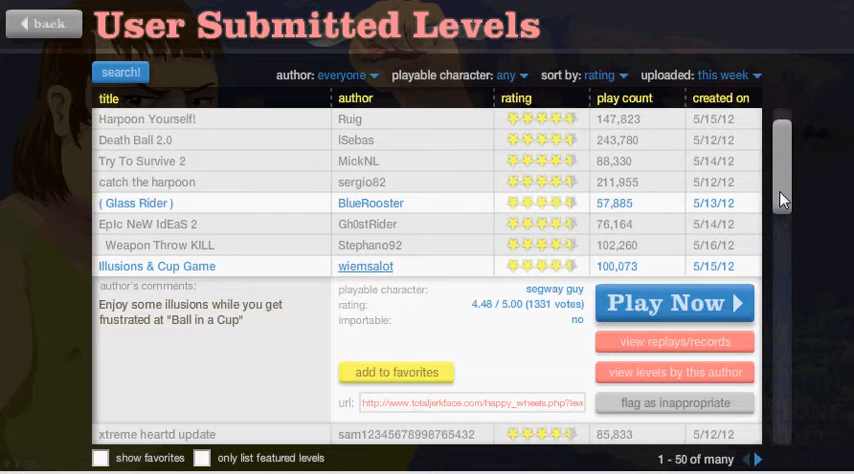 back
User Submitted Levels
search! author: everyone playable character: any sort by: rating uploaded: this week
title author rating play count created on
Harpoon Yourself! Ruig 147,823 5/15/12
Death Ball 2.0 lSebas 243,780 5/12/12
Try To Survive 2 MickNL 88,330 5/14/12
catch the harpoon sergio82 211,955 5/12/12
( Glass Rider ) BlueRooster 57,885 5/13/12
EpIc NeW IdEaS 2 Gh0stRider 76,164 5/14/12
Weapon Throw KILL Stephano92 102,260 5/16/12
Illusions & Cup Game wiemsalot 100,073 5/15/12
author's comments:
Enjoy some illusions while you get
frustrated at "Ball in a Cup"
playable character: segway guy
rating: 4.48 / 5.00 (1331 votes)
importable: no
Play Now
view replays/records
add to favorites
view levels by this author
url: http://www.totaljerkface.com/happy_wheels.php?lev
flag as inappropriate
xtreme heartd update sam12345678998765432 85,833 5/12/12
show favorites only list featured levels 1 - 50 of many